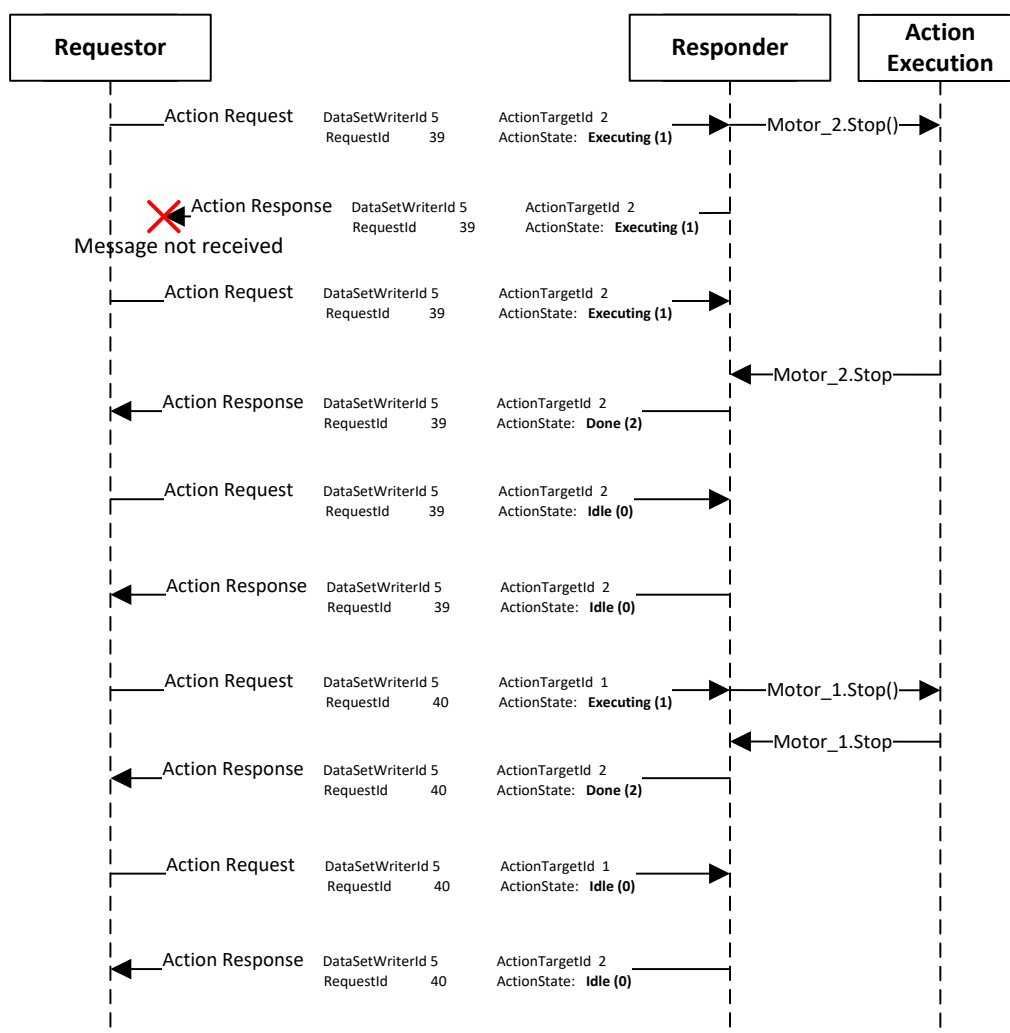 Requestor
Responder
Action
Execution
Action Request DataSetWriterId 5 ActionTargetId 2
RequestId 39 ActionState: Executing (1)
Motor_2.Stop()
Action Response DataSetWriterId 5 ActionTargetId 2
RequestId 39 ActionState: Executing (1)
Message not received
Action Request DataSetWriterId 5 ActionTargetId 2
RequestId 39 ActionState: Executing (1)
Motor_2.Stop
Action Response DataSetWriterId 5 ActionTargetId 2
RequestId 39 ActionState: Done (2)
Action Request DataSetWriterId 5 ActionTargetId 2
RequestId 39 ActionState: Idle (0)
Action Response DataSetWriterId 5 ActionTargetId 2
RequestId 39 ActionState: Idle (0)
Action Request DataSetWriterId 5 ActionTargetId 1
RequestId 40 ActionState: Executing (1)
Motor_1.Stop()
Motor_1.Stop
Action Response DataSetWriterId 5 ActionTargetId 2
RequestId 40 ActionState: Done (2)
Action Request DataSetWriterId 5 ActionTargetId 1
RequestId 40 ActionState: Idle (0)
Action Response DataSetWriterId 5 ActionTargetId 2
RequestId 40 ActionState: Idle (0)